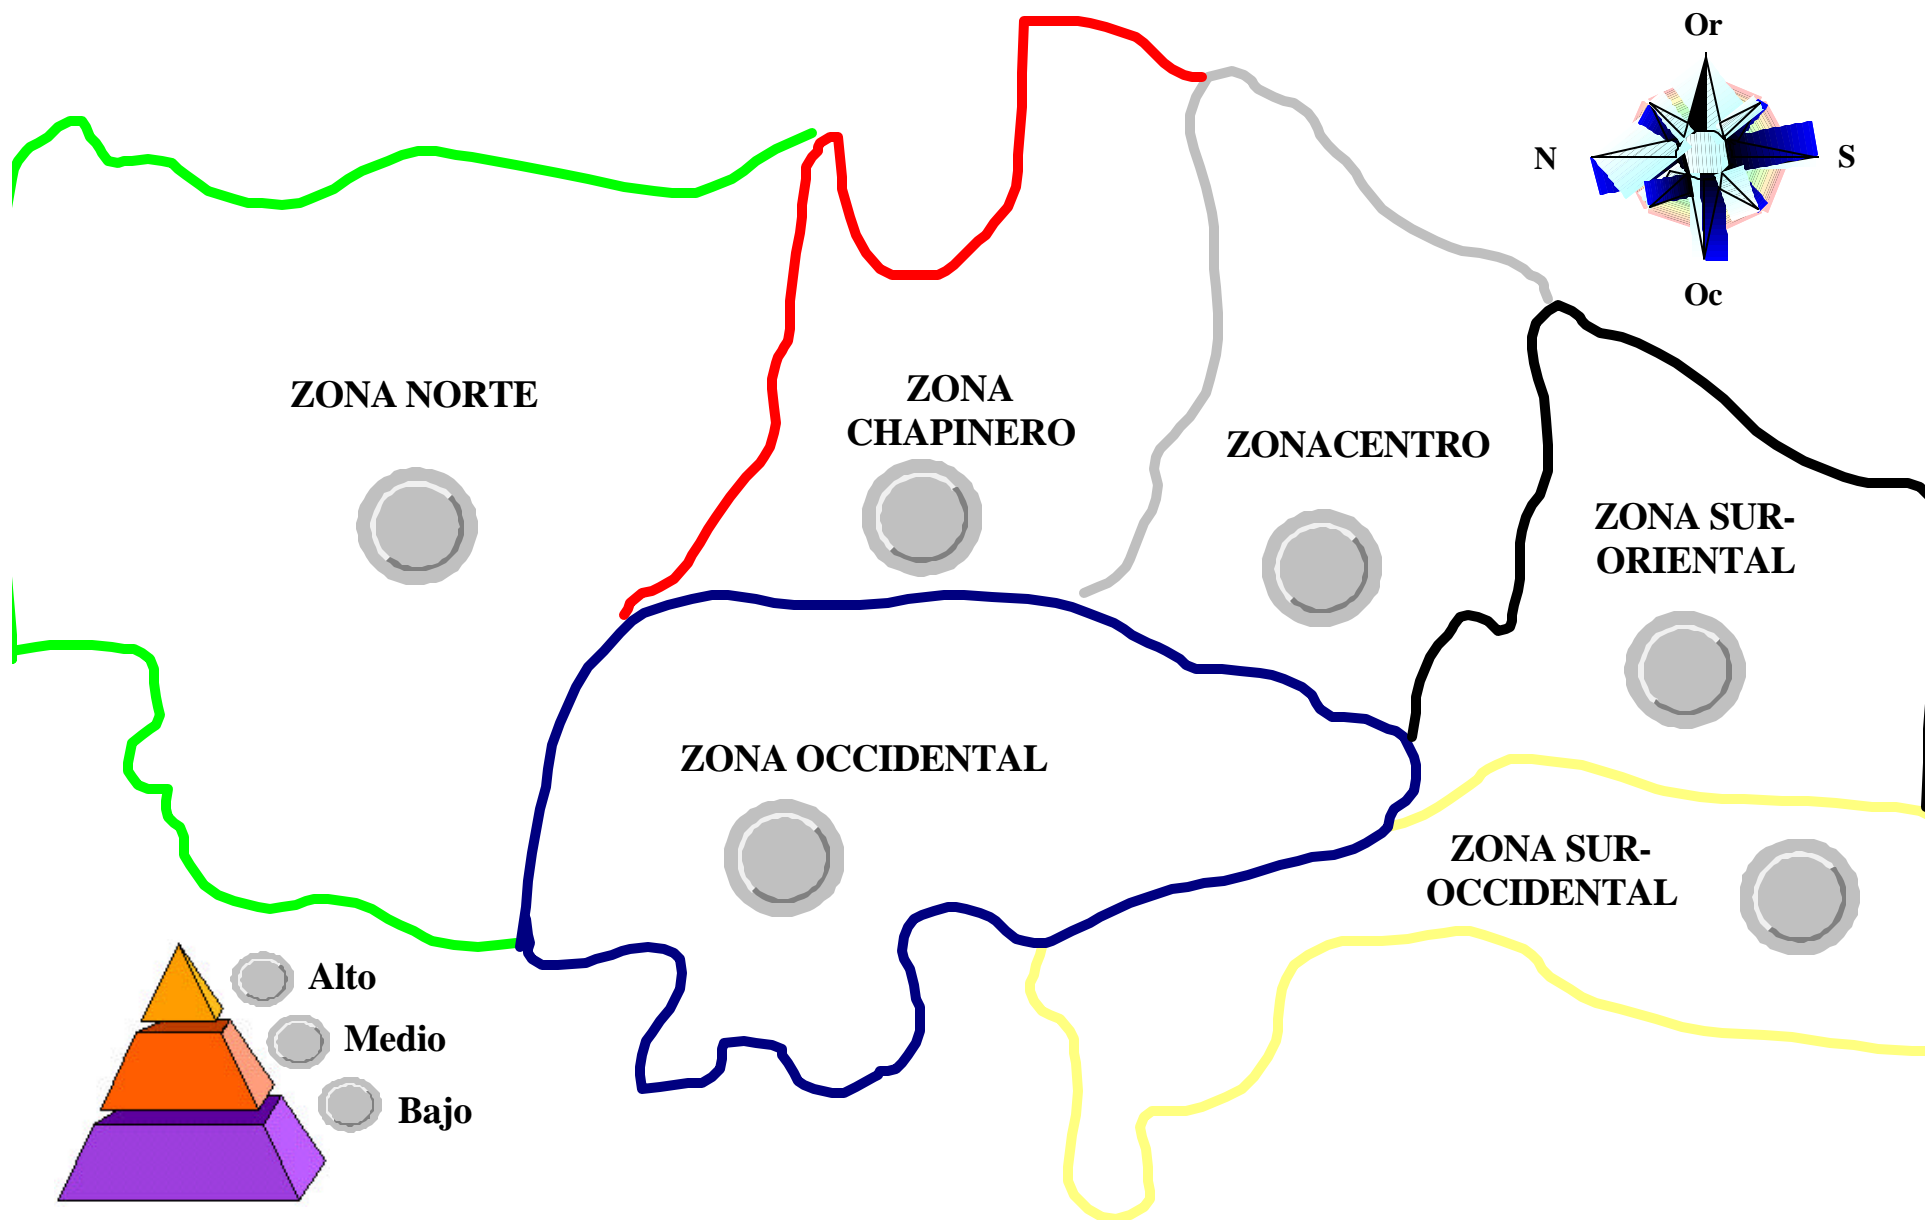 Or
N
S
Oc
ZONA NORTE
ZONA
CHAPINERO
ZONACENTRO
ZONA SUR-
ORIENTAL
ZONA OCCIDENTAL
ZONA SUR-
OCCIDENTAL
Alto
Medio
Bajo